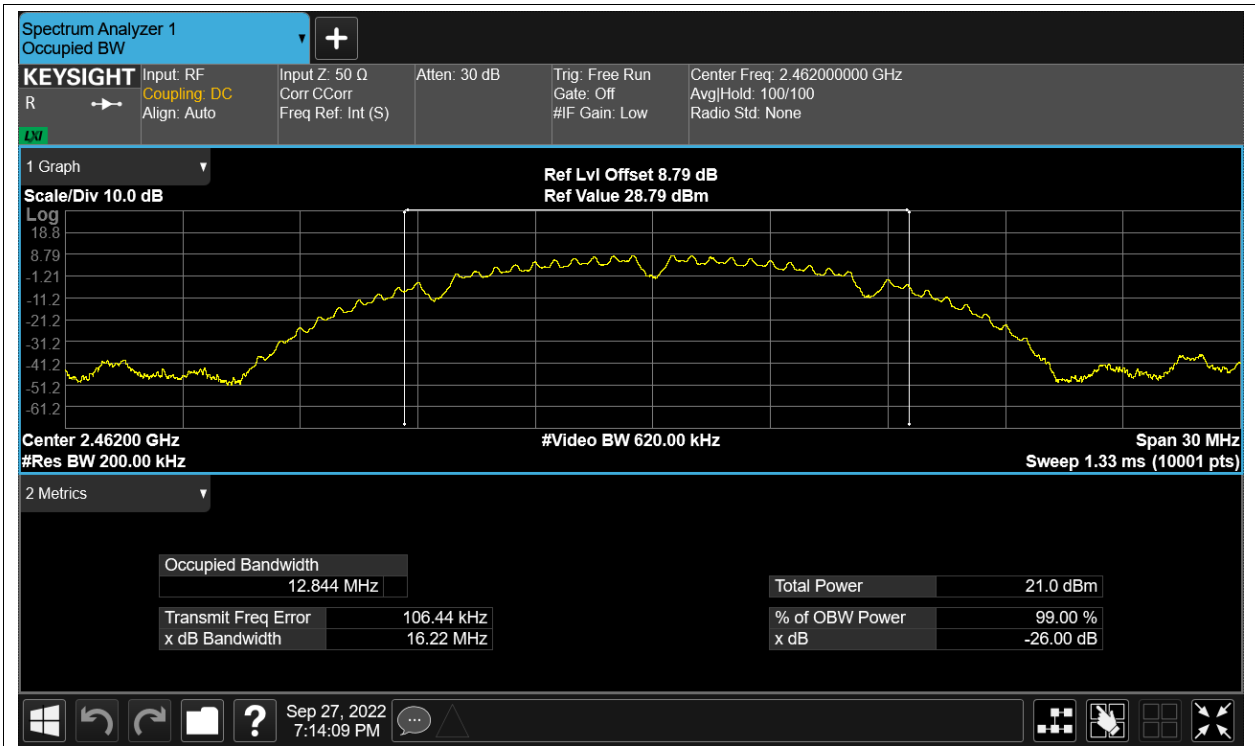 Spectrum Analyzer 1
Occupied BW
KEYSIGHT
R
LXI
Input: RF
Coupling: DC
Align: Auto
Input Z: 50 Ω
Corr CCorr
Freq Ref: Int (S)
Atten: 30 dB
Trig: Free Run
Gate: Off
#IF Gain: Low
Center Freq: 2.462000000 GHz
Avg|Hold: 100/100
Radio Std: None
1 Graph
Scale/Div 10.0 dB
Ref Lvl Offset 8.79 dB
Ref Value 28.79 dBm
Log
18.8
8.79
-1.21
-11.2
-21.2
-31.2
-41.2
-51.2
-61.2
Center 2.46200 GHz
#Res BW 200.00 kHz
#Video BW 620.00 kHz
Span 30 MHz
Sweep 1.33 ms (10001 pts)
2 Metrics
Occupied Bandwidth
12.844 MHz
Transmit Freq Error 106.44 kHz
x dB Bandwidth 16.22 MHz
Total Power 21.0 dBm
% of OBW Power 99.00 %
x dB -26.00 dB
Sep 27, 2022
7:14:09 PM